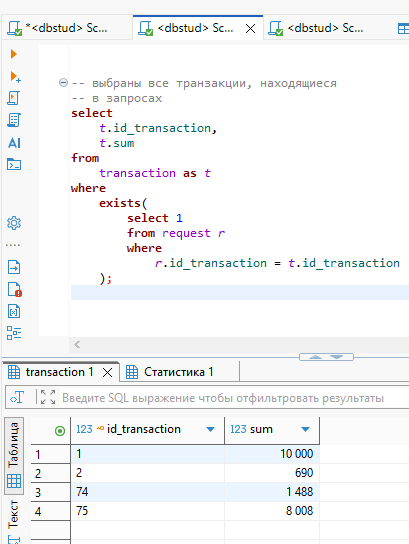 *<dbstud> Sc...
<dbstud> Sc...
<dbstud> Sc...
-- выбраны все транзакции, находящиеся
-- в запросах
select
t.id_transaction,
t.sum
from
transaction as t
where
exists(
select 1
from request r
where
r.id_transaction = t.id_transaction
);
AI
transaction 1
Статистика 1
Введите SQL выражение чтобы отфильтровать результаты
Таблица
Текст
123 id_transaction 123 sum
1 1 10 000
2 2 690
3 74 1 488
4 75 8 008